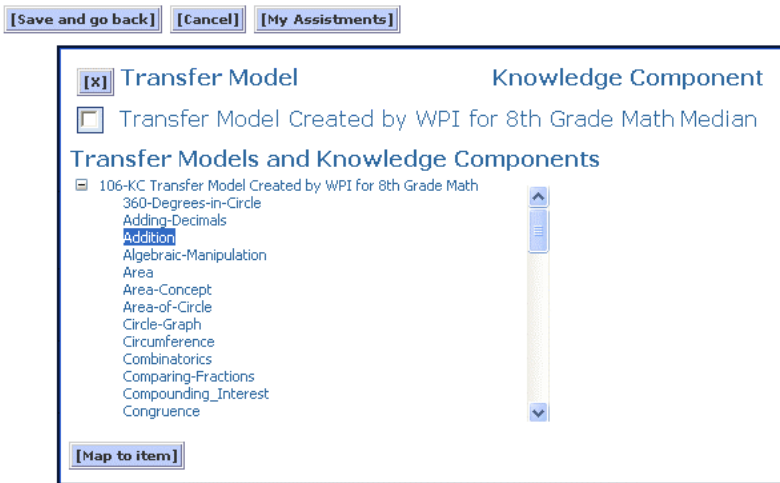 [Save and go back] [Cancel] [My Assistments]
[X] Transfer Model Knowledge Component
Transfer Model Created by WPI for 8th Grade Math Median
Transfer Models and Knowledge Components
106-KC Transfer Model Created by WPI for 8th Grade Math
360-Degrees-in-Circle
Adding-Decimals
Addition
Algebraic-Manipulation
Area
Area-Concept
Area-of-Circle
Circle-Graph
Circumference
Combinatorics
Comparing-Fractions
Compounding_Interest
Congruence
[Map to item]